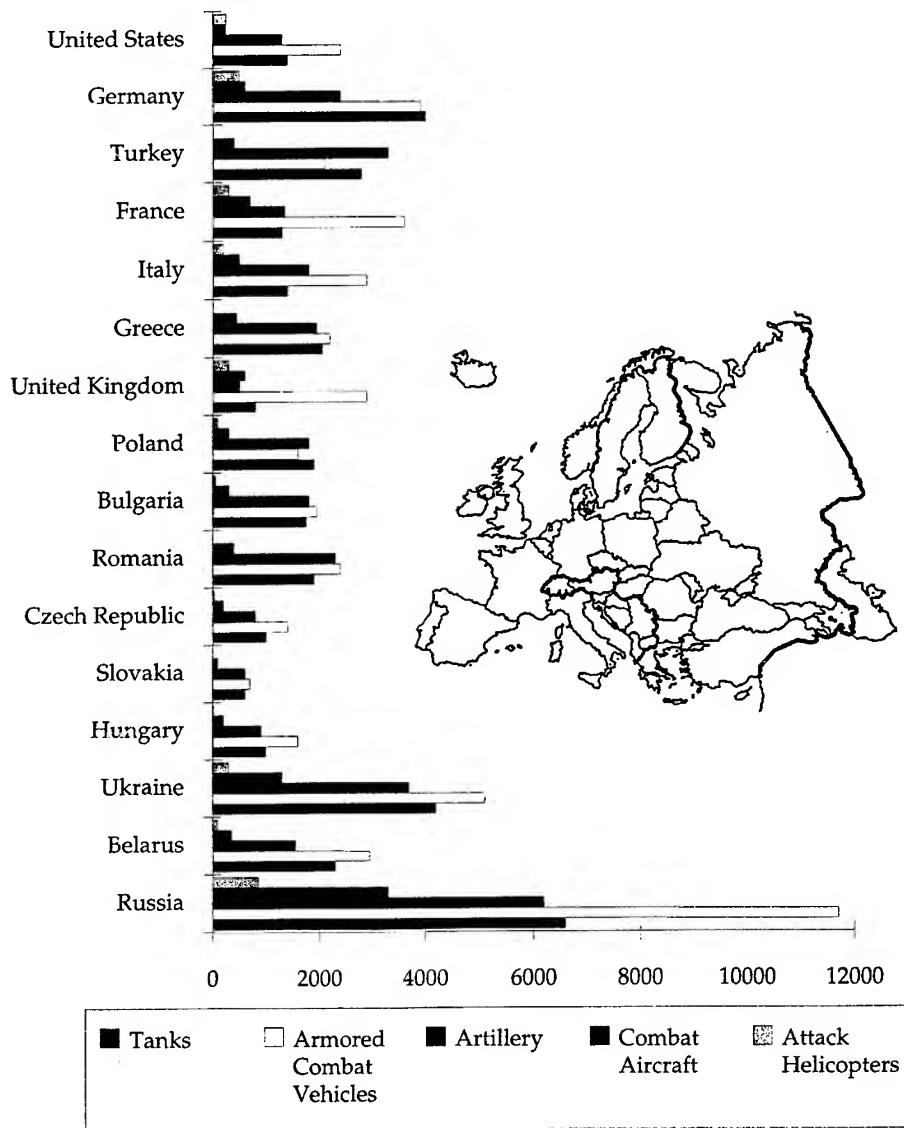 United States
Germany
Turkey
France
Italy
Greece
United Kingdom
Poland
Bulgaria
Romania
Czech Republic
Slovakia
Hungary
Ukraine
Belarus
Russia
0 2000 4000 6000 8000 10000 12000
Tanks
Armored
Combat
Vehicles
Artillery
Combat
Aircraft
Attack
Helicopters